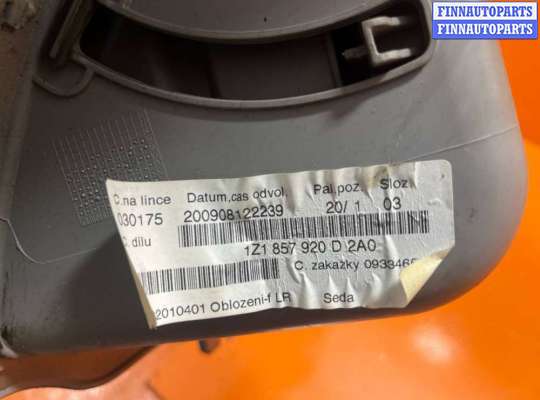 FINNAUTOPARTS
FINNAUTOPARTS
C.na lince Datum,cas odvol. Pal.poz. Sloz.
030175 200908122239 20/ 1 03
C. dilu
1Z1 857 920 D 2A0
C. zakazky 0933460
2010401 Oblozeni-f LR Seda